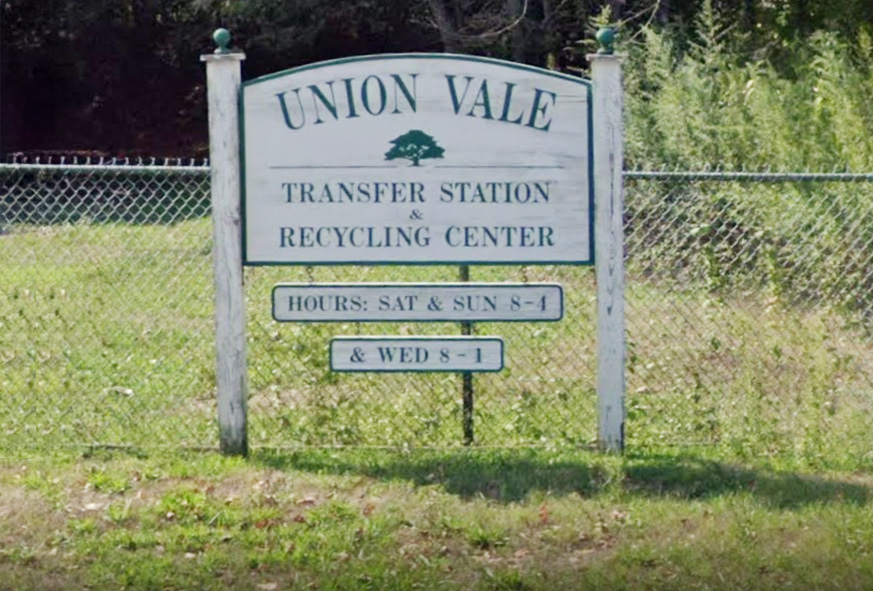 UNION VALE
TRANSFER STATION
&
RECYCLING CENTER
HOURS: SAT & SUN 8-4
& WED 8-1